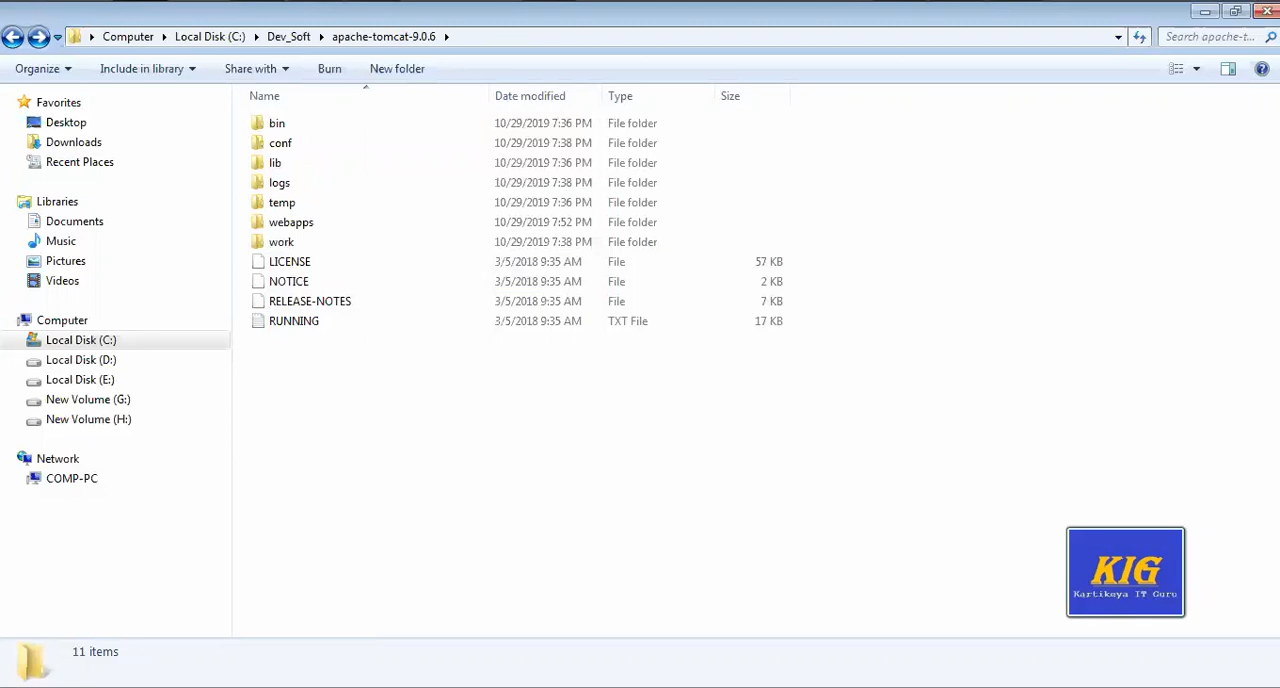 Computer Local Disk (C:) Dev_Soft apache-tomcat-9.0.6 Search apache-t...
Organize Include in library Share with Burn New folder
Favorites
Desktop
Downloads
Recent Places
Libraries
Documents
Music
Pictures
Videos
Computer
Local Disk (C:)
Local Disk (D:)
Local Disk (E:)
New Volume (G:)
New Volume (H:)
Network
COMP-PC
Name Date modified Type Size
bin 10/29/2019 7:36 PM File folder
conf 10/29/2019 7:38 PM File folder
lib 10/29/2019 7:36 PM File folder
logs 10/29/2019 7:38 PM File folder
temp 10/29/2019 7:36 PM File folder
webapps 10/29/2019 7:52 PM File folder
work 10/29/2019 7:38 PM File folder
LICENSE 3/5/2018 9:35 AM File 57 KB
NOTICE 3/5/2018 9:35 AM File 2 KB
RELEASE-NOTES 3/5/2018 9:35 AM File 7 KB
RUNNING 3/5/2018 9:35 AM TXT File 17 KB
KIG
Kartikaya IT Guru
11 items